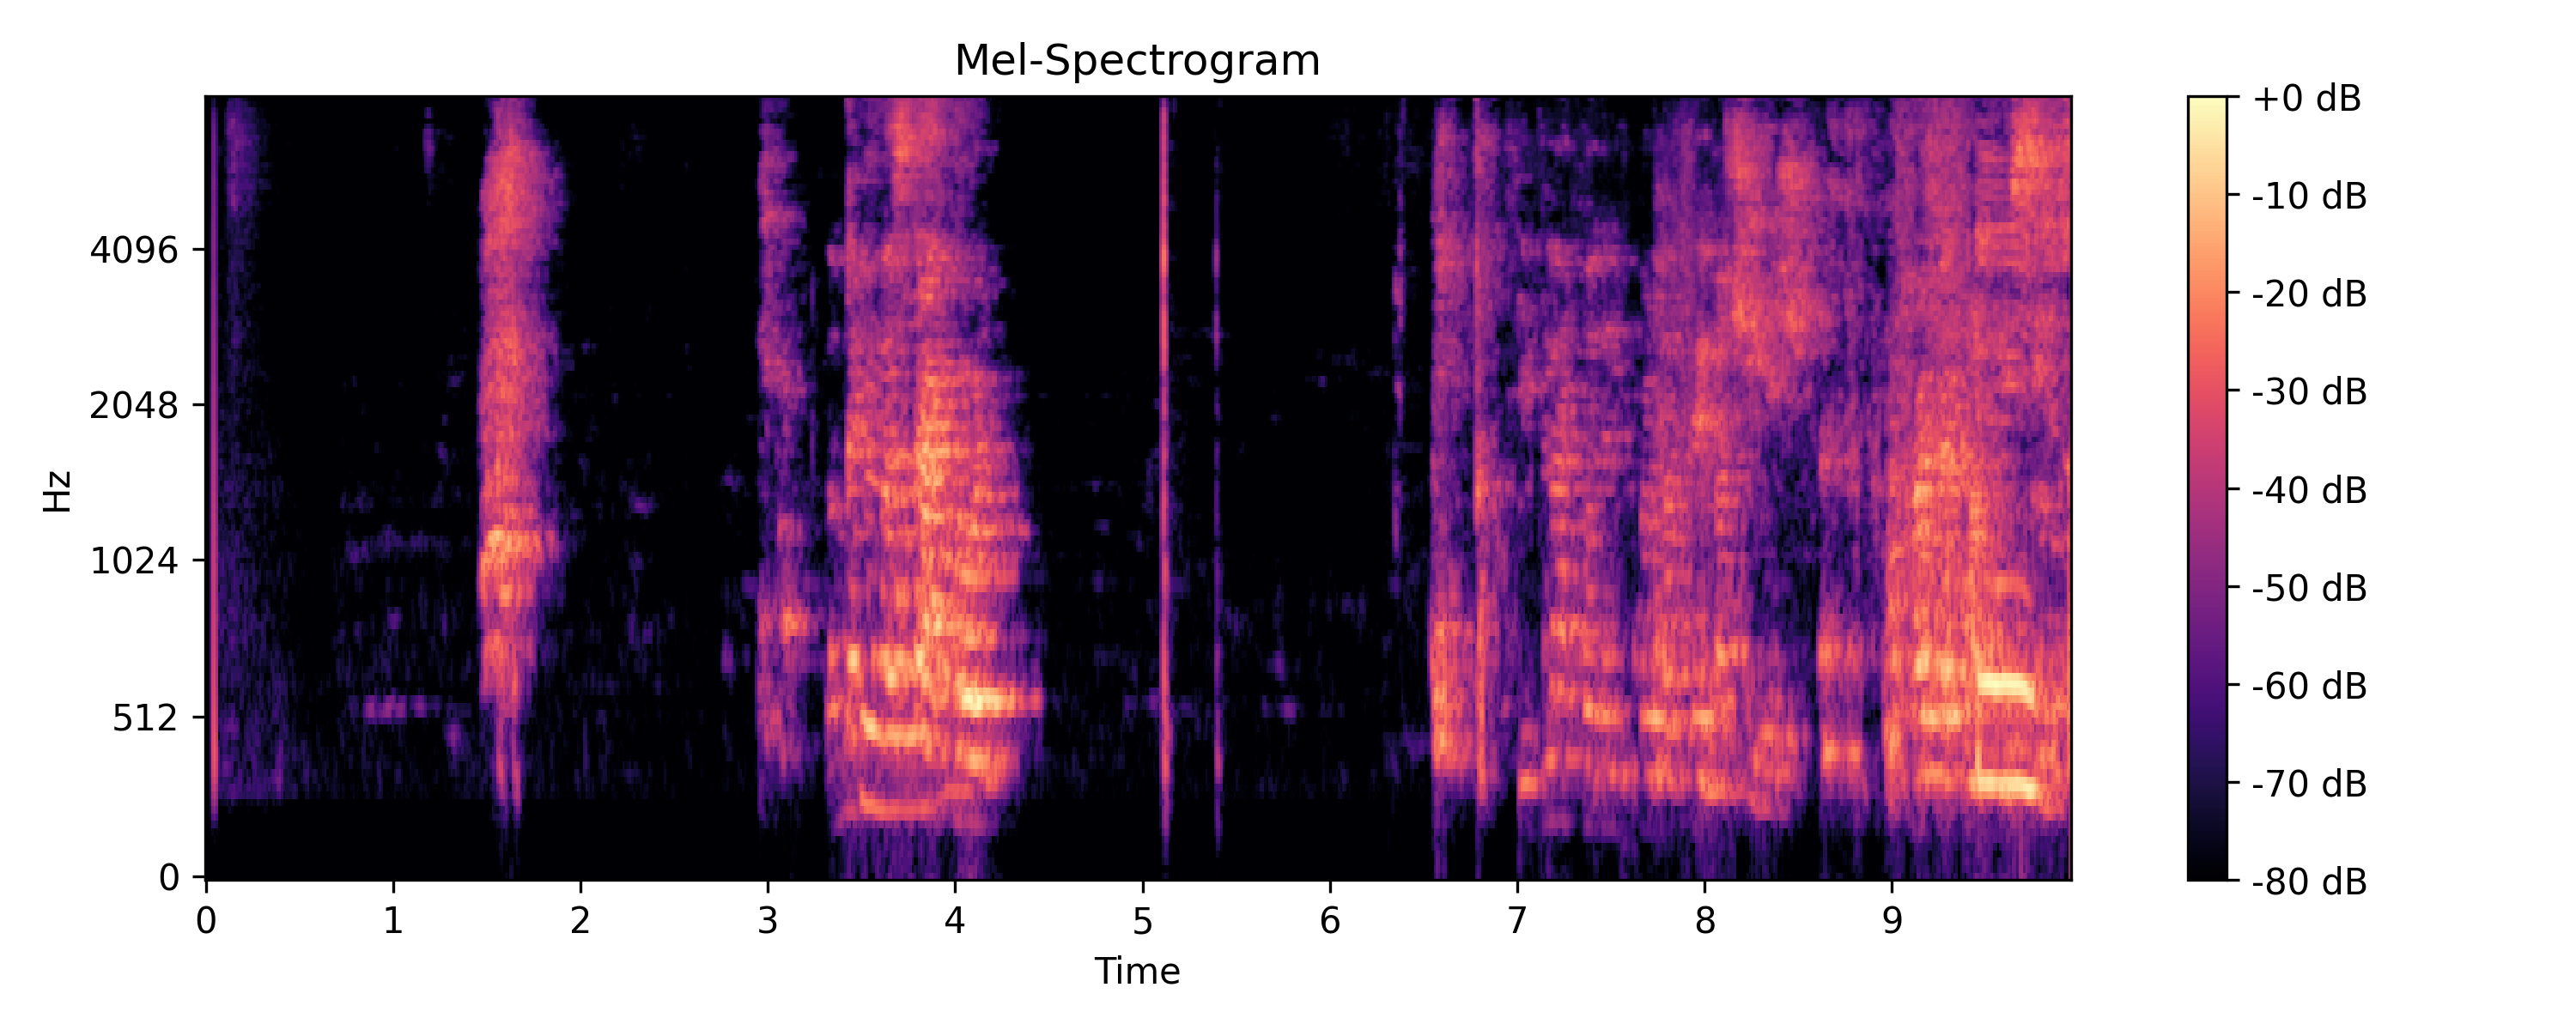 Mel-Spectrogram
+0 dB
-10 dB
4096
-20 dB
-30 dB
2048
Hz
-40 dB
1024
-50 dB
512
-60 dB
-70 dB
0
-80 dB
0 1 2 3 4 5 6 7 8 9
Time